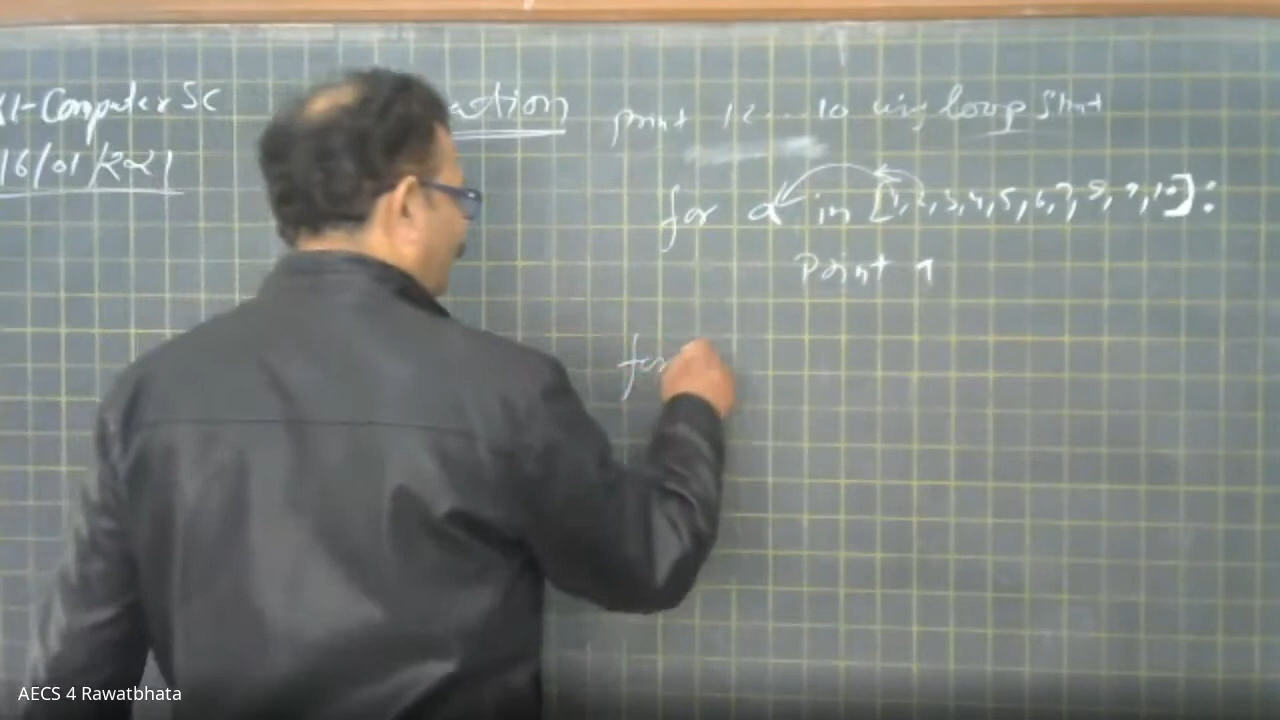 XI-Computer Sc
16/01/2021
ation
print 12....10 using loop Stmt
for a in [1,2,3,4,5,6,7,8,9,10]:
Print a
for
AECS 4 Rawatbhata